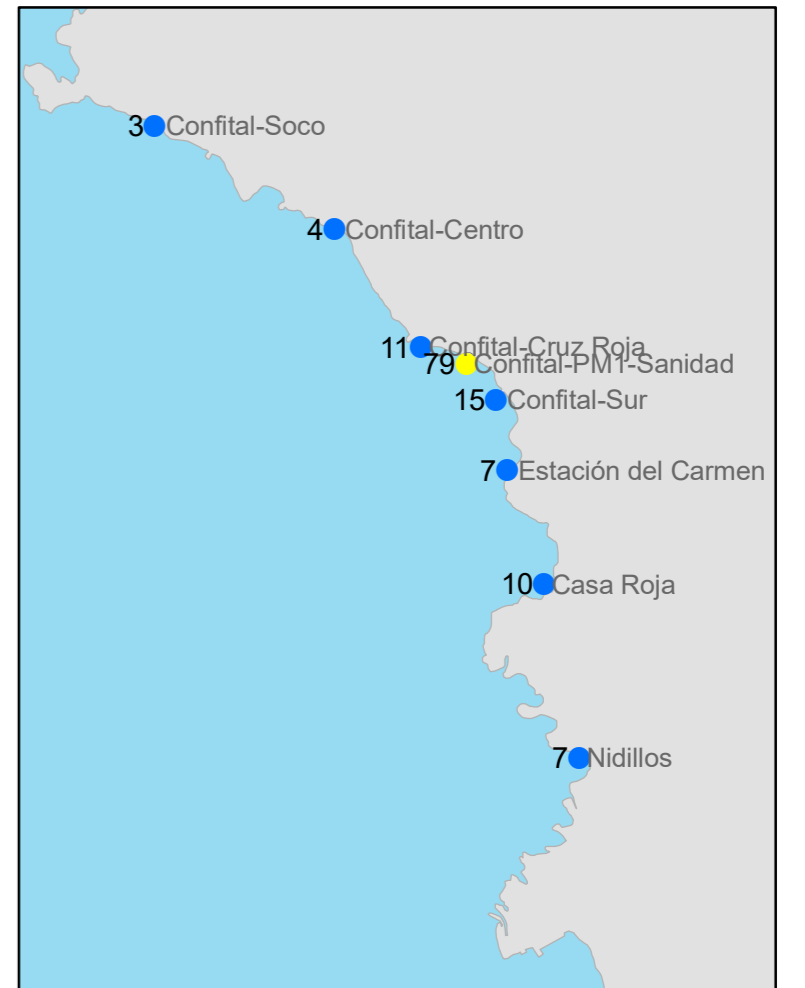 3 Confital-Soco
4 Confital-Centro
11 Confital-Cruz Roja
79 Confital-PM1-Sanidad
15 Confital-Sur
7 Estación del Carmen
10 Casa Roja
7 Nidillos